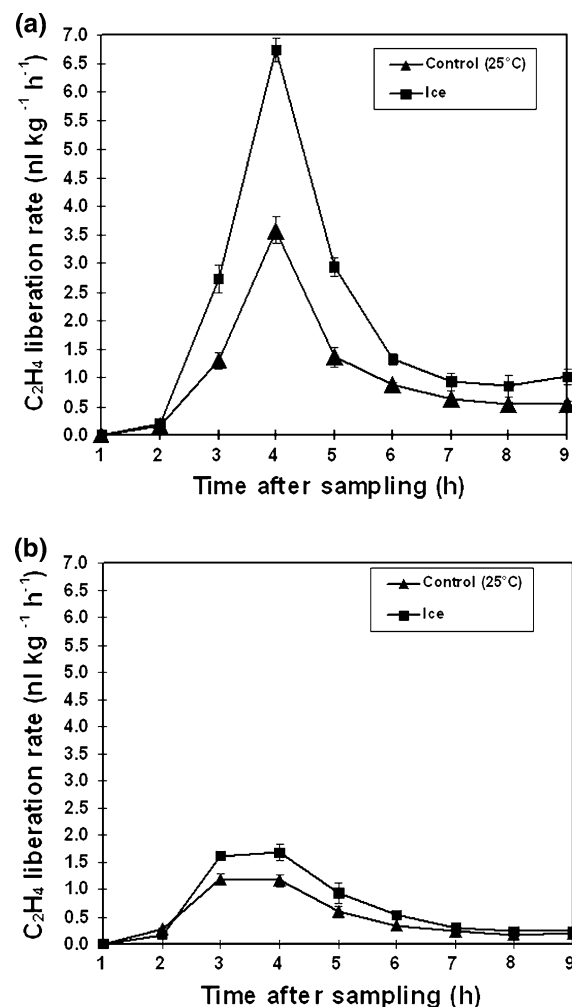 (a)
C₂H₄ liberation rate (nl kg ⁻¹ h⁻¹)
7.0
6.5
6.0
5.5
5.0
4.5
4.0
3.5
3.0
2.5
2.0
1.5
1.0
0.5
0.0
Control (25°C)
Ice
1 2 3 4 5 6 7 8 9
Time after sampling (h)
(b)
C₂H₄ liberation rate (nl kg ⁻¹ h⁻¹)
7.0
6.5
6.0
5.5
5.0
4.5
4.0
3.5
3.0
2.5
2.0
1.5
1.0
0.5
0.0
Control (25°C)
Ice
1 2 3 4 5 6 7 8 9
Time after sampling (h)